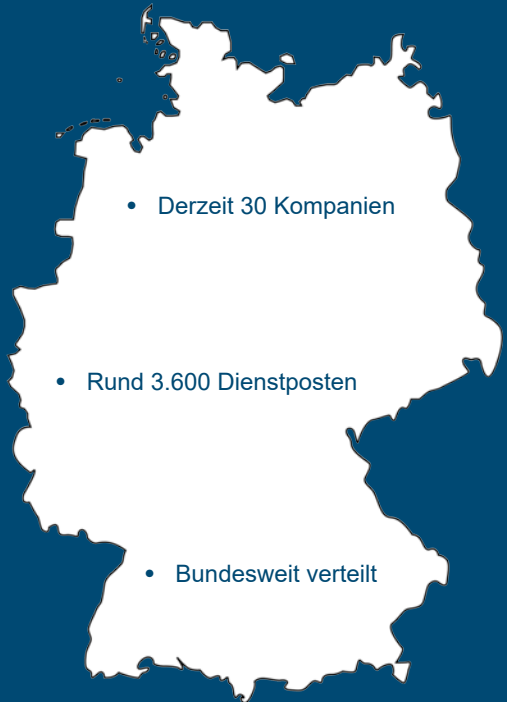 • Derzeit 30 Kompanien
• Rund 3.600 Dienstposten
• Bundesweit verteilt